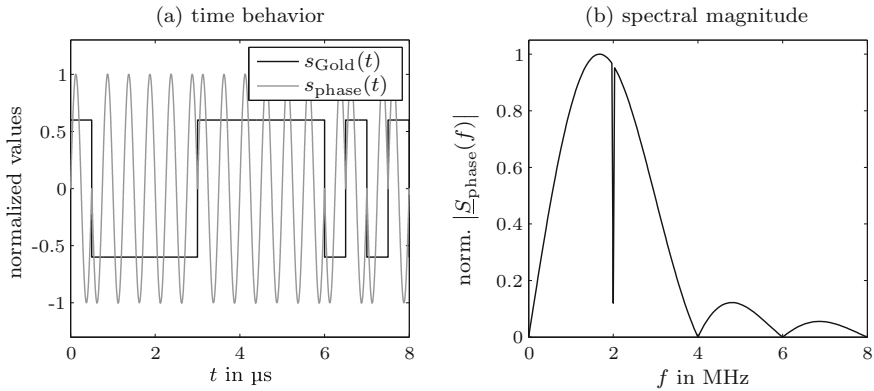 (a) time behavior
normalized values
1
0.5
0
-0.5
-1
s_Gold(t)
s_phase(t)
0 2 4 6 8
t in µs
(b) spectral magnitude
norm. |S_phase(f)|
1
0.8
0.6
0.4
0.2
0
0 2 4 6 8
f in MHz